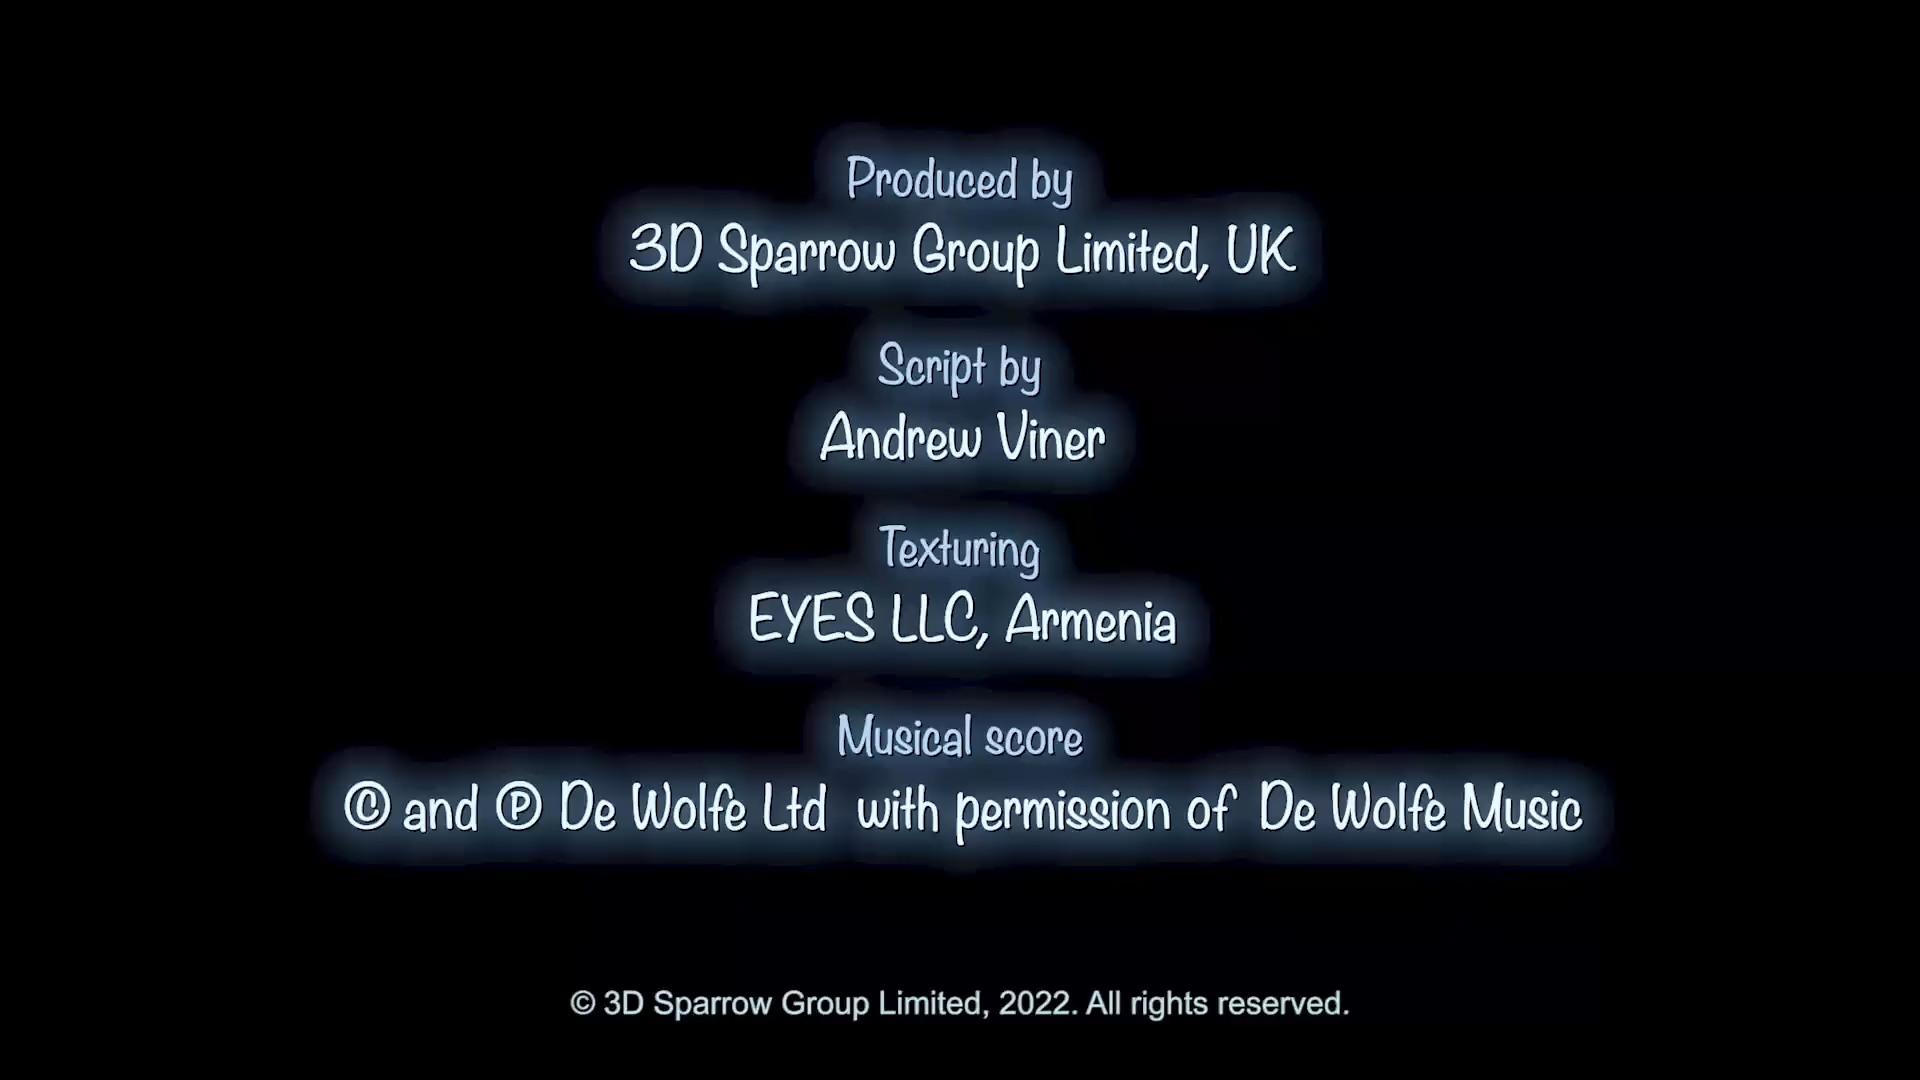 Produced by
3D Sparrow Group Limited, UK
Script by
Andrew Viner
Texturing
EYES LLC, Armenia
Musical score
© and ℗ De Wolfe Ltd with permission of De Wolfe Music
© 3D Sparrow Group Limited, 2022. All rights reserved.